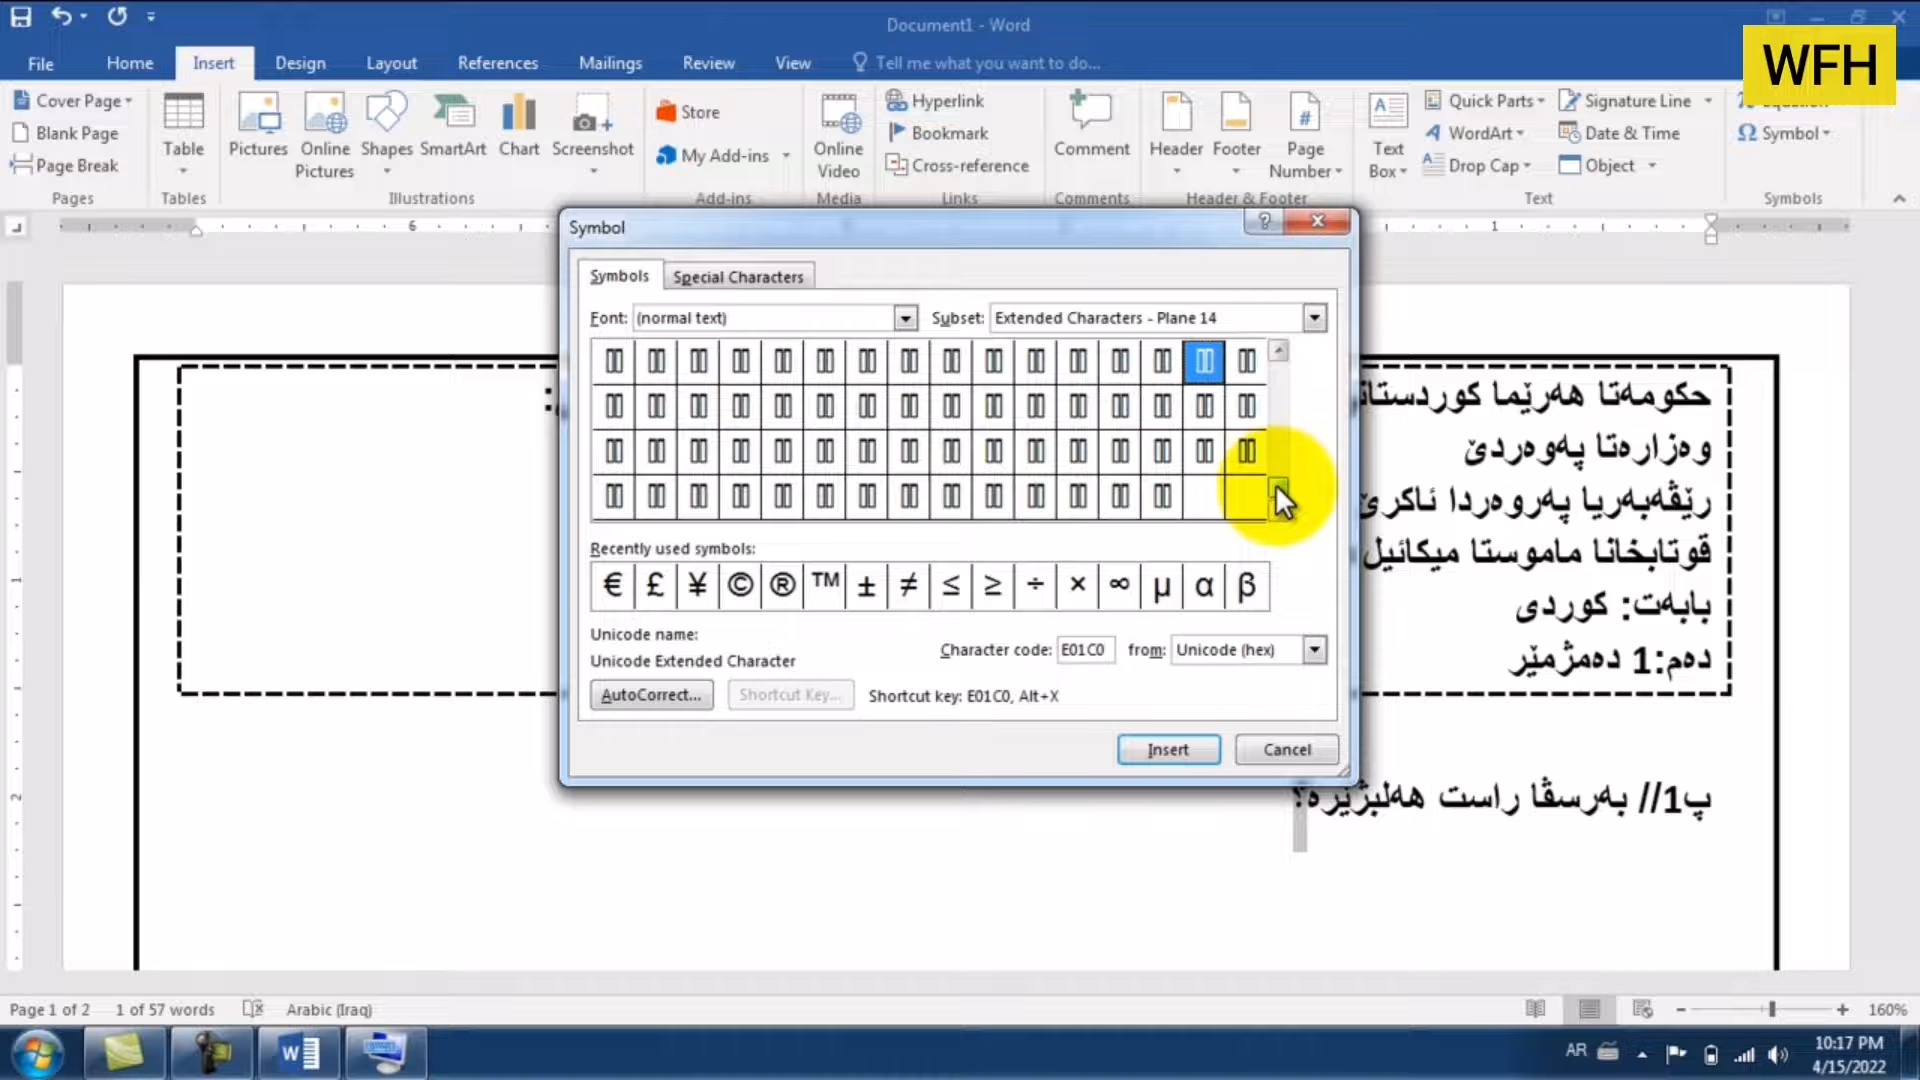 Document1 - Word
WFH
File Home Insert Design Layout References Mailings Review View Tell me what you want to do...
Cover Page
Blank Page
Page Break
Pages
Table
Tables
Pictures
Online Pictures
Shapes
SmartArt
Chart
Screenshot
Illustrations
Store
My Add-ins
Add-ins
Online Video
Media
Hyperlink
Bookmark
Cross-reference
Links
Comment
Comments
Header
Footer
Page Number
Header & Footer
Text Box
Quick Parts
WordArt
Drop Cap
Signature Line
Date & Time
Object
Text
Symbol
Symbols
6 1
Symbol
Symbols Special Characters
Font: (normal text) Subset: Extended Characters - Plane 14
Recently used symbols:
€ £ ¥ © ® ™ ± ≠ ≤ ≥ ÷ × ∞ µ α β
Unicode name:
Unicode Extended Character
Character code: E01C0 from: Unicode (hex)
AutoCorrect... Shortcut Key... Shortcut key: E01C0, Alt+X
Insert Cancel
حکومەتا هەرێما
وەزارەتا پەوەردێ
رێڤەبەریا پەروەردا ئاکرێ
قوتابخانا ماموستا میکائیل
بابەت: کوردی
دەم:1 دەمژمێر
پ1// بەرسڤا راست هەلبژێرە؟
Page 1 of 2 1 of 57 words Arabic (Iraq) 160%
AR 10:17 PM
4/15/2022